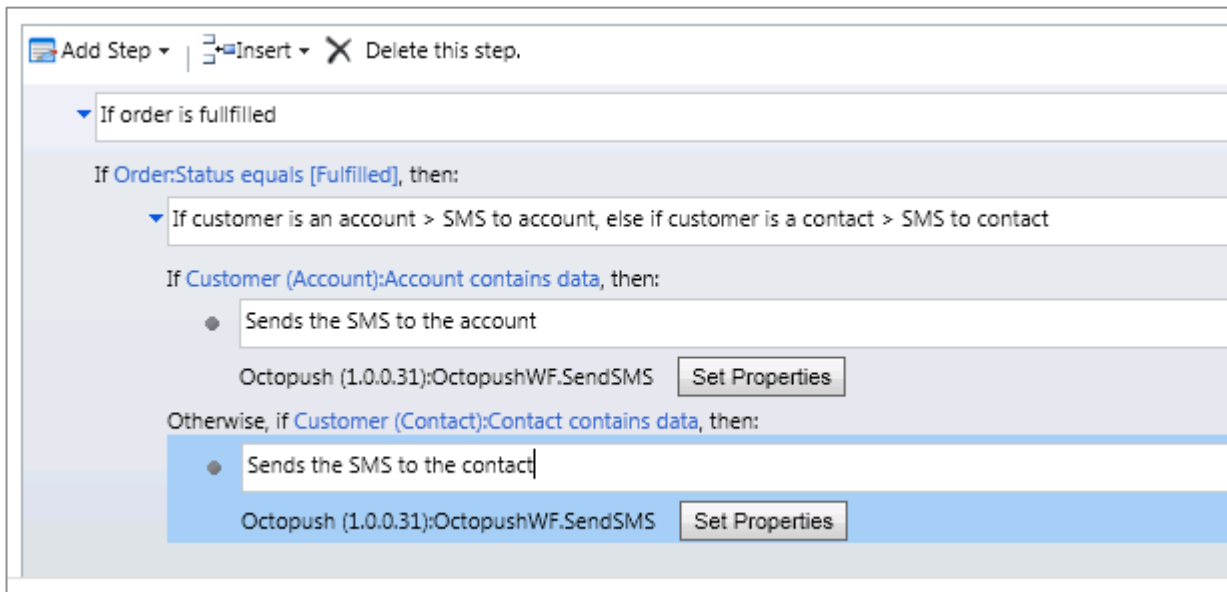 Add Step Insert Delete this step.
If order is fullfilled
If Order:Status equals [Fulfilled], then:
If customer is an account > SMS to account, else if customer is a contact > SMS to contact
If Customer (Account):Account contains data, then:
Sends the SMS to the account
Octopush (1.0.0.31):OctopushWF.SendSMS Set Properties
Otherwise, if Customer (Contact):Contact contains data, then:
Sends the SMS to the contact
Octopush (1.0.0.31):OctopushWF.SendSMS Set Properties